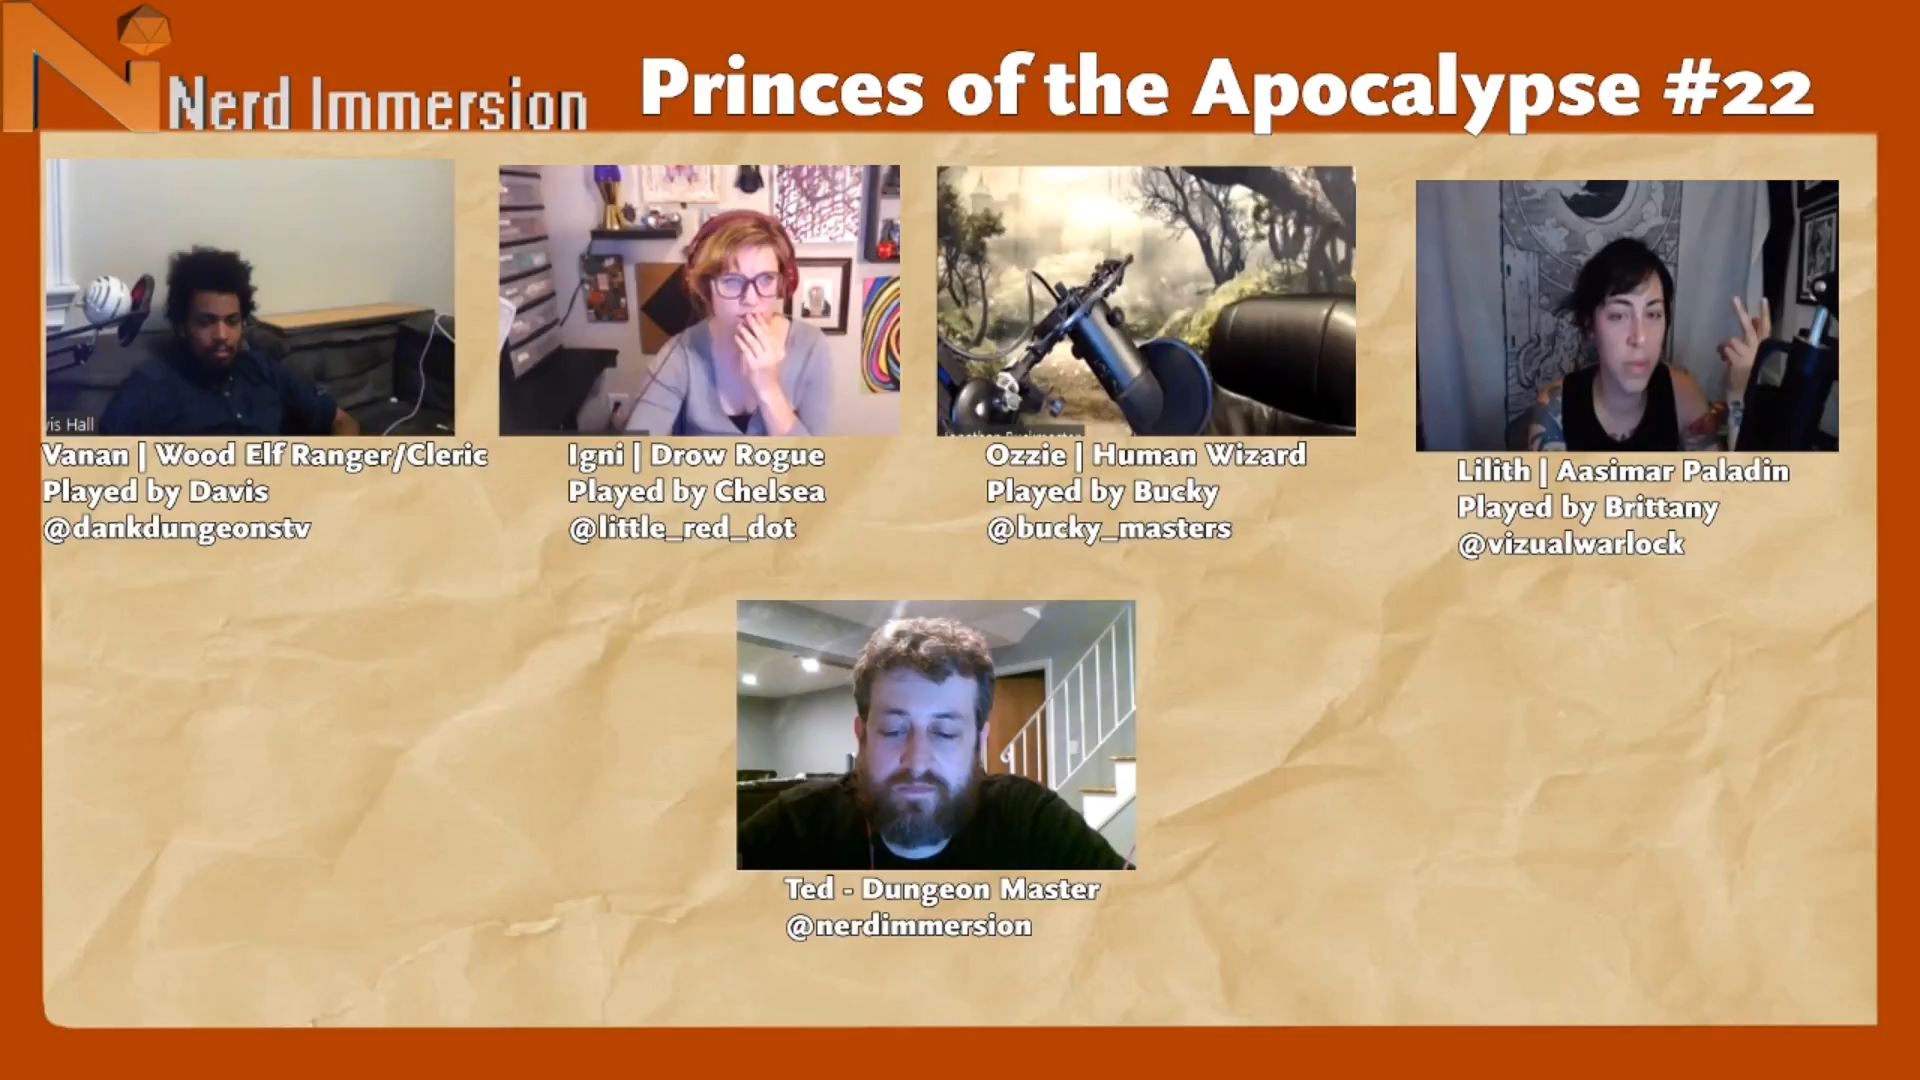 Nerd Immersion
Princes of the Apocalypse #22
vis Hall
Vanan | Wood Elf Ranger/Cleric
Played by Davis
@dankdungeonstv
Igni | Drow Rogue
Played by Chelsea
@little_red_dot
Ozzie | Human Wizard
Played by Bucky
@bucky_masters
Lilith | Aasimar Paladin
Played by Brittany
@vizualwarlock
Ted - Dungeon Master
@nerdimmersion